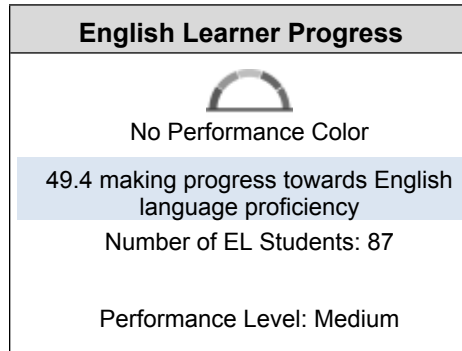 English Learner Progress
No Performance Color
49.4 making progress towards English
language proficiency
Number of EL Students: 87
Performance Level: Medium